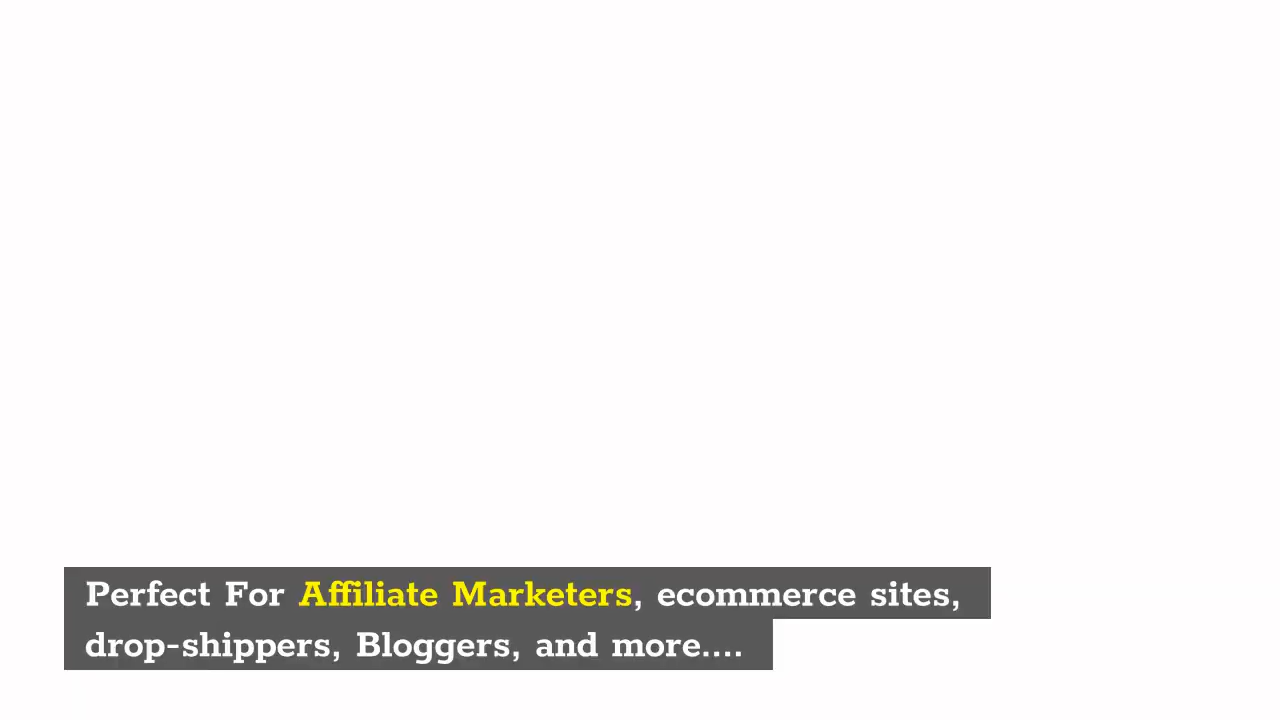 Perfect For Affiliate Marketers, ecommerce sites,
drop-shippers, Bloggers, and more....